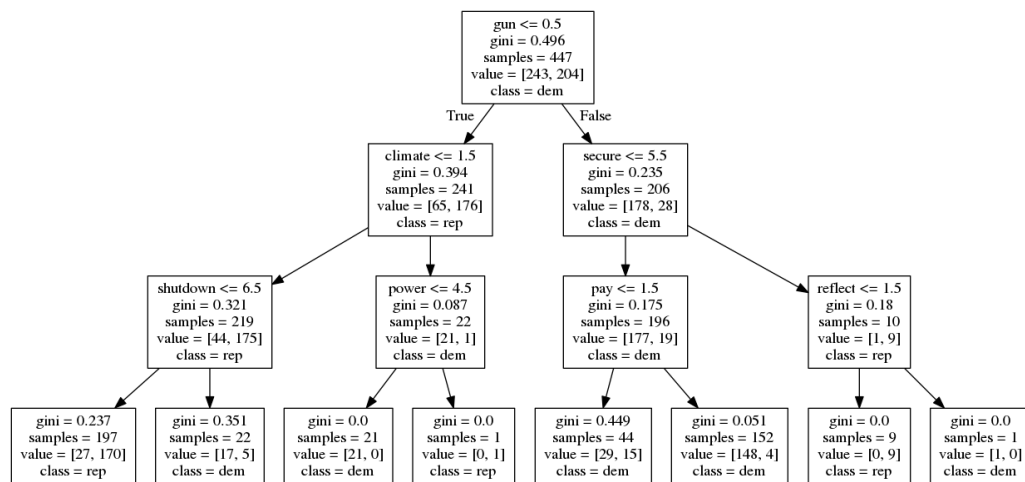 gun <= 0.5
gini = 0.496
samples = 447
value = [243, 204]
class = dem
True
False
climate <= 1.5
gini = 0.394
samples = 241
value = [65, 176]
class = rep
secure <= 5.5
gini = 0.235
samples = 206
value = [178, 28]
class = dem
shutdown <= 6.5
gini = 0.321
samples = 219
value = [44, 175]
class = rep
power <= 4.5
gini = 0.087
samples = 22
value = [21, 1]
class = dem
pay <= 1.5
gini = 0.175
samples = 196
value = [177, 19]
class = dem
reflect <= 1.5
gini = 0.18
samples = 10
value = [1, 9]
class = rep
gini = 0.237
samples = 197
value = [27, 170]
class = rep
gini = 0.351
samples = 22
value = [17, 5]
class = dem
gini = 0.0
samples = 21
value = [21, 0]
class = dem
gini = 0.0
samples = 1
value = [0, 1]
class = rep
gini = 0.449
samples = 44
value = [29, 15]
class = dem
gini = 0.051
samples = 152
value = [148, 4]
class = dem
gini = 0.0
samples = 9
value = [0, 9]
class = rep
gini = 0.0
samples = 1
value = [1, 0]
class = dem